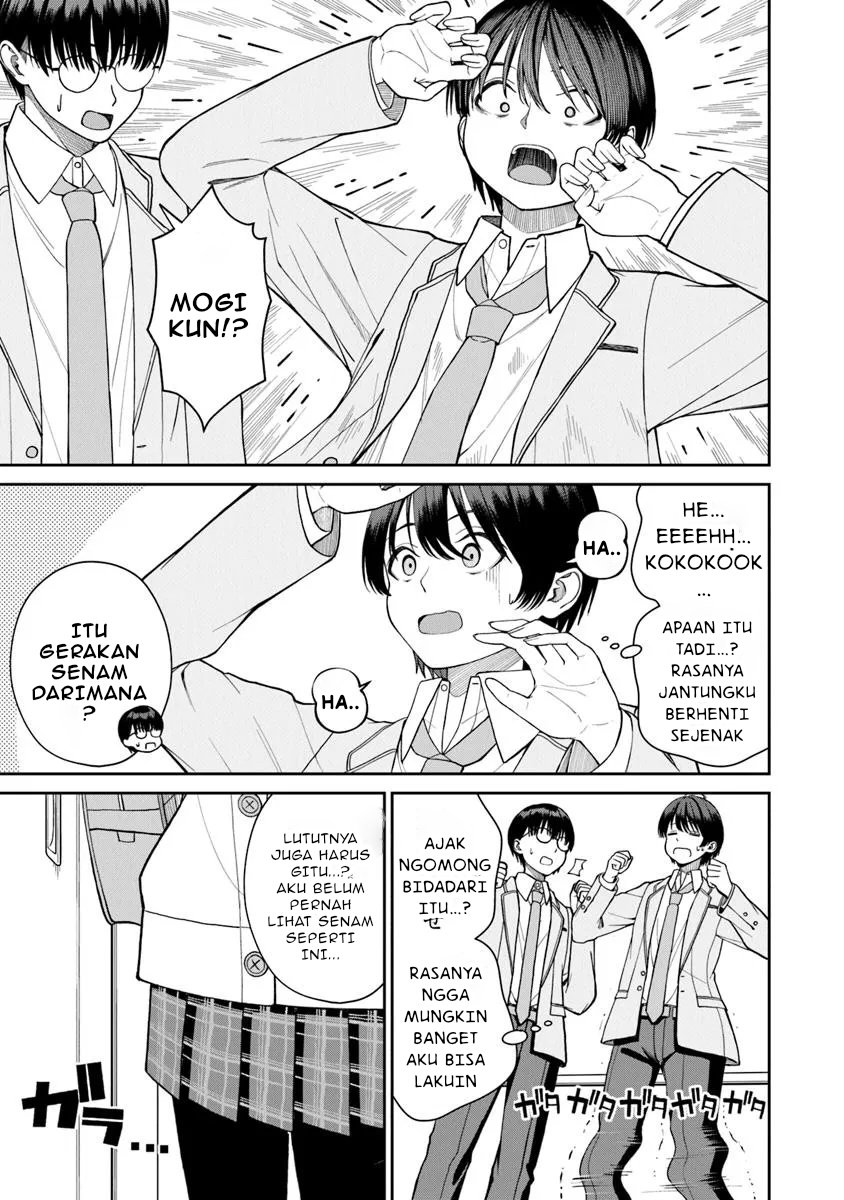 MOGI
KUN!?
HE...
EEEEHH...
KOKOKOOK
...
APAAN ITU
TADI...?
RASANYA
JANTUNGKU
BERHENTI
SEJENAK
HA..
HA..
ITU
GERAKAN
SENAM
DARIMANA
?
AJAK
NGOMONG
BIDADARI
ITU...?
せ
RASANYA
NGGA
MUNGKIN
BANGET
AKU BISA
LAKUIN
ガタ ガタ ガタ ガタ ガタ
LUTUTNYA
JUGA HARUS
GITU...?
AKU BELUM
PERNAH
LIHAT SENAM
SEPERTI
INI...
ガラ...